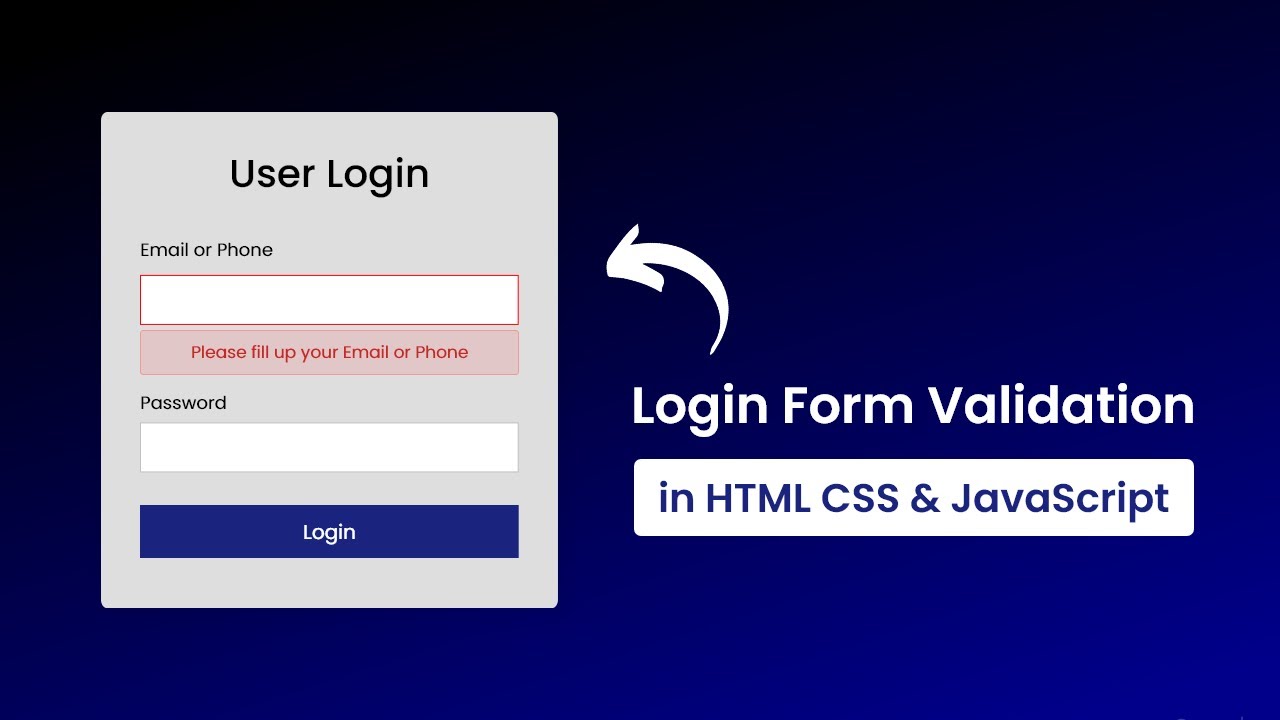 User Login
Email or Phone
Please fill up your Email or Phone
Password
Login
Login Form Validation
in HTML CSS & JavaScript